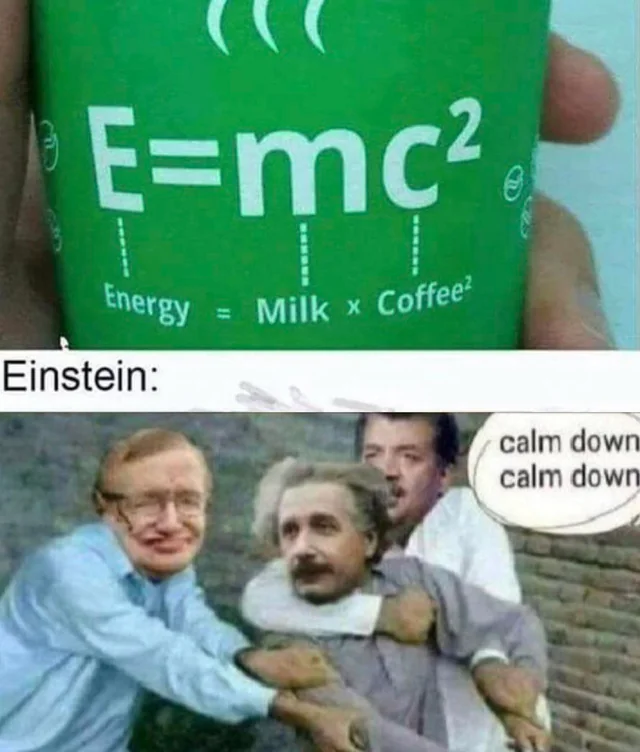 E=mc²
Energy = Milk x Coffee²
Einstein:
calm down
calm down